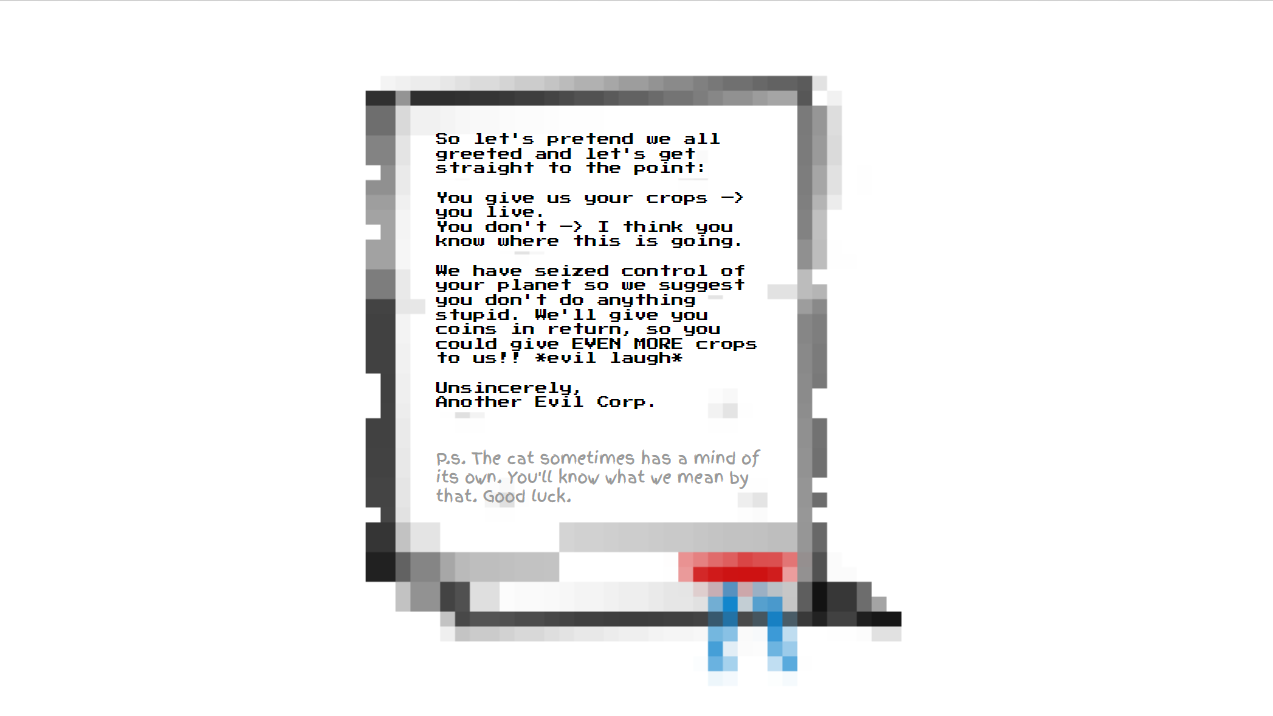 So let's pretend we all
greeted and let's get
straight to the point:
You give us your crops —>
you live.
You don't —> I think you
know where this is going.
We have seized control of
your planet so we suggest
you don't do anything
stupid. We'll give you
coins in return, so you
could give EVEN MORE crops
to us!! *evil laugh*
Unsincerely,
Another Evil Corp.
P.s. The cat sometimes has a mind of
its own. You'll know what we mean by
that. Good luck.